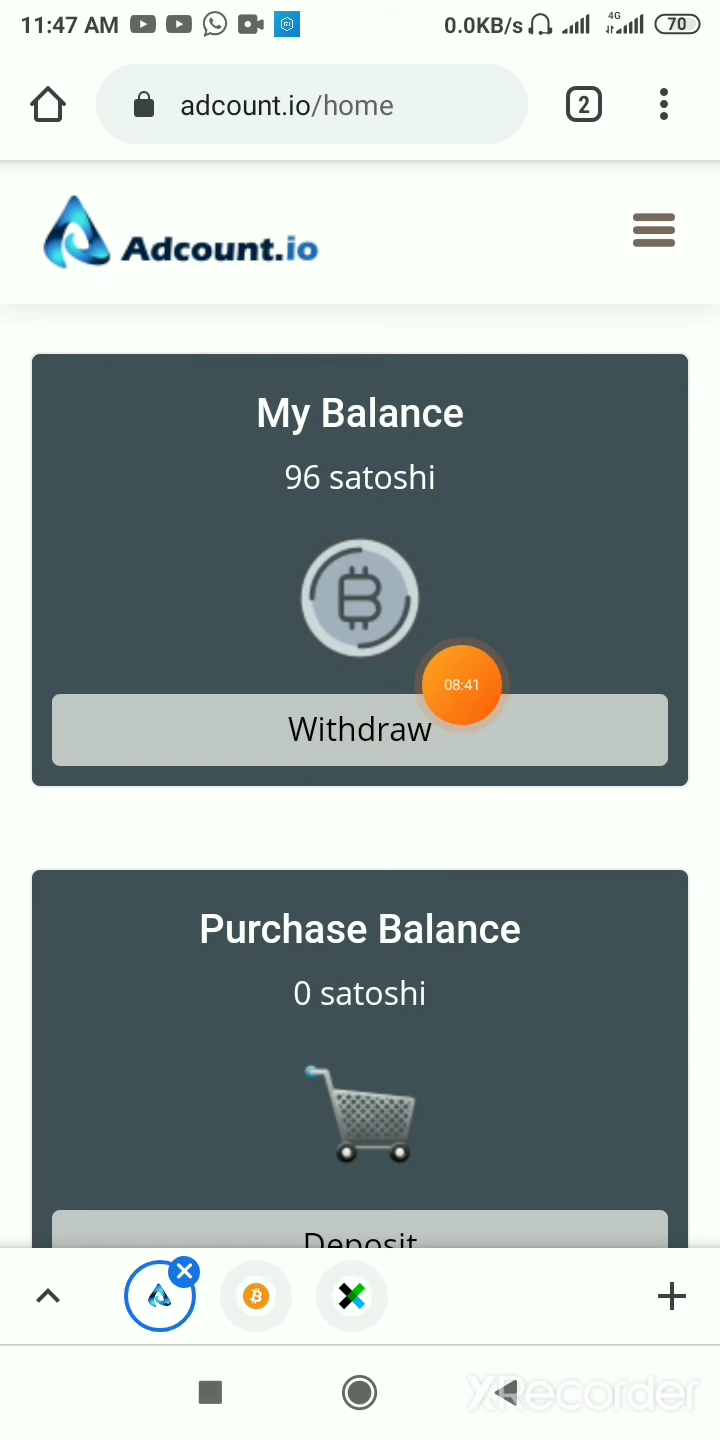 11:47 AM 0.0KB/s 4G 70
adcount.io/home 2
Adcount.io
My Balance
96 satoshi
08:41
Withdraw
Purchase Balance
0 satoshi
Deposit
XRecorder